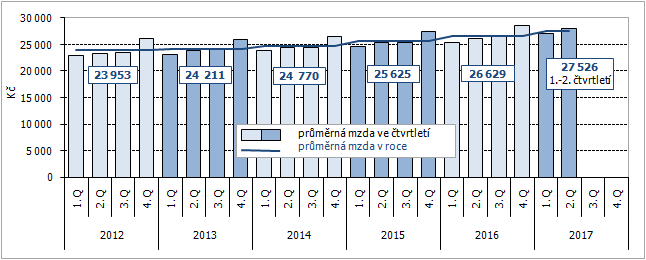 30 000
25 000
20 000
15 000
10 000
5 000
0
Kč
23 953
24 211
24 770
25 625
26 629
27 526
1.-2. čtvrtletí
průměrná mzda ve čtvrtletí
průměrná mzda v roce
1.Q 2.Q 3.Q 4.Q 1.Q 2.Q 3.Q 4.Q 1.Q 2.Q 3.Q 4.Q 1.Q 2.Q 3.Q 4.Q 1.Q 2.Q 3.Q 4.Q 1.Q 2.Q 3.Q 4.Q
2012 2013 2014 2015 2016 2017